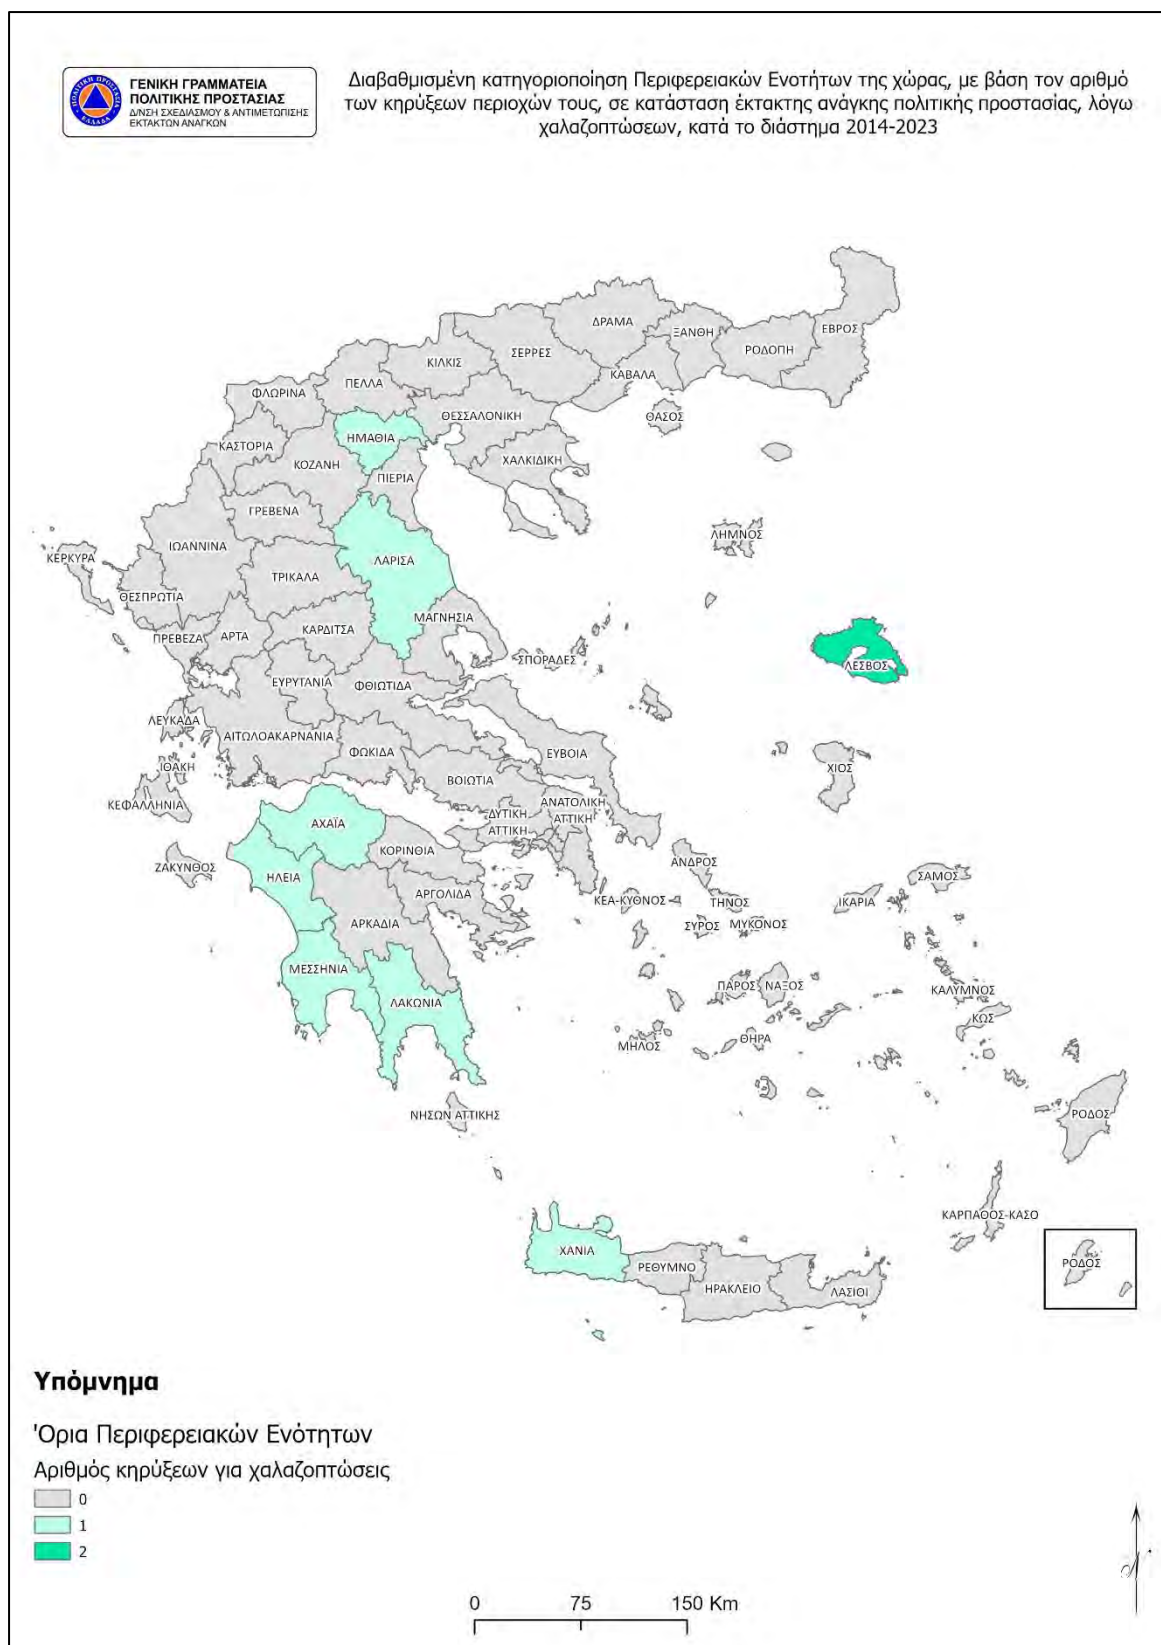 ΓΕΝΙΚΗ ΓΡΑΜΜΑΤΕΙΑ
ΠΟΛΙΤΙΚΗΣ ΠΡΟΣΤΑΣΙΑΣ
Δ/ΝΣΗ ΣΧΕΔΙΑΣΜΟΥ & ΑΝΤΙΜΕΤΩΠΙΣΗΣ
ΕΚΤΑΚΤΩΝ ΑΝΑΓΚΩΝ
ΠΟΛΙΤΙΚΗ ΠΡΟΣΤΑΣΙΑ
ΕΛΛΑΔΑ
Διαβαθμισμένη κατηγοριοποίηση Περιφερειακών Ενοτήτων της χώρας, με βάση τον αριθμό
των κηρύξεων περιοχών τους, σε κατάσταση έκτακτης ανάγκης πολιτικής προστασίας, λόγω
χαλαζοπτώσεων, κατά το διάστημα 2014-2023
ΔΡΑΜΑ
ΞΑΝΘΗ
ΕΒΡΟΣ
ΡΟΔΟΠΗ
ΣΕΡΡΕΣ
ΚΙΛΚΙΣ
ΚΑΒΑΛΑ
ΠΕΛΛΑ
ΦΛΩΡΙΝΑ
ΘΕΣΣΑΛΟΝΙΚΗ
ΘΑΣΟΣ
ΗΜΑΘΙΑ
ΚΑΣΤΟΡΙΑ
ΚΟΖΑΝΗ
ΧΑΛΚΙΔΙΚΗ
ΠΙΕΡΙΑ
ΓΡΕΒΕΝΑ
ΛΗΜΝΟΣ
ΙΩΑΝΝΙΝΑ
ΚΕΡΚΥΡΑ
ΛΑΡΙΣΑ
ΤΡΙΚΑΛΑ
ΘΕΣΠΡΩΤΙΑ
ΜΑΓΝΗΣΙΑ
ΚΑΡΔΙΤΣΑ
ΠΡΕΒΕΖΑ
ΑΡΤΑ
ΣΠΟΡΑΔΕΣ
ΛΕΣΒΟΣ
ΕΥΡΥΤΑΝΙΑ
ΦΘΙΩΤΙΔΑ
ΛΕΥΚΑΔΑ
ΑΙΤΩΛΟΑΚΑΡΝΑΝΙΑ
ΦΩΚΙΔΑ
ΕΥΒΟΙΑ
ΙΘΑΚΗ
ΧΙΟΣ
ΒΟΙΩΤΙΑ
ΚΕΦΑΛΛΗΝΙΑ
ΑΝΑΤΟΛΙΚΗ
ΑΤΤΙΚΗ
ΔΥΤΙΚΗ
ΑΤΤΙΚΗ
ΑΧΑΪΑ
ΚΟΡΙΝΘΙΑ
ΖΑΚΥΝΘΟΣ
ΑΝΔΡΟΣ
ΗΛΕΙΑ
ΣΑΜΟΣ
ΑΡΓΟΛΙΔΑ
ΚΕΑ-ΚΥΘΝΟΣ
ΤΗΝΟΣ
ΙΚΑΡΙΑ
ΑΡΚΑΔΙΑ
ΣΥΡΟΣ
ΜΥΚΟΝΟΣ
ΜΕΣΣΗΝΙΑ
ΠΑΡΟΣ
ΝΑΞΟΣ
ΚΑΛΥΜΝΟΣ
ΛΑΚΩΝΙΑ
ΚΩΣ
ΘΗΡΑ
ΜΗΛΟΣ
ΝΗΣΩΝ ΑΤΤΙΚΗΣ
ΡΟΔΟΣ
ΚΑΡΠΑΘΟΣ-ΚΑΣΟ
ΧΑΝΙΑ
ΡΕΘΥΜΝΟ
ΡΟΔΟΣ
ΗΡΑΚΛΕΙΟ
ΛΑΣΙΘΙ
Υπόμνημα
Όρια Περιφερειακών Ενότητων
Αριθμός κηρύξεων για χαλαζοπτώσεις
0
1
2
N
0 75 150 Km